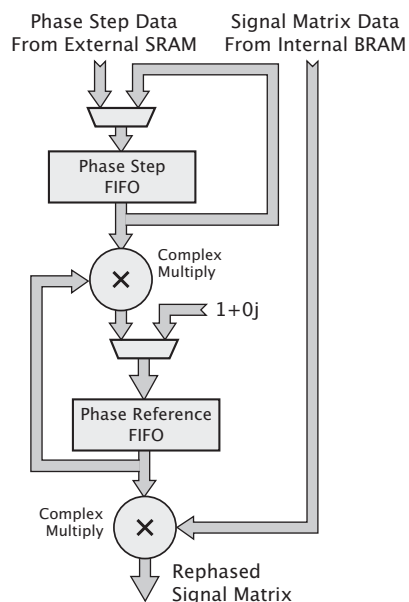 Phase Step Data
From External SRAM
Signal Matrix Data
From Internal BRAM
Phase Step
FIFO
Complex
Multiply
×
1+0j
Phase Reference
FIFO
Complex
Multiply
×
Rephased
Signal Matrix